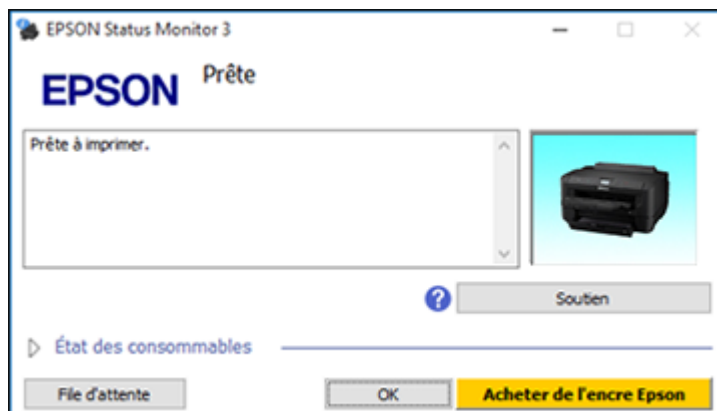 EPSON Status Monitor 3
EPSON
Prête
Prête à imprimer.
?
Soutien
État des consommables
File d'attente
OK
Acheter de l'encre Epson